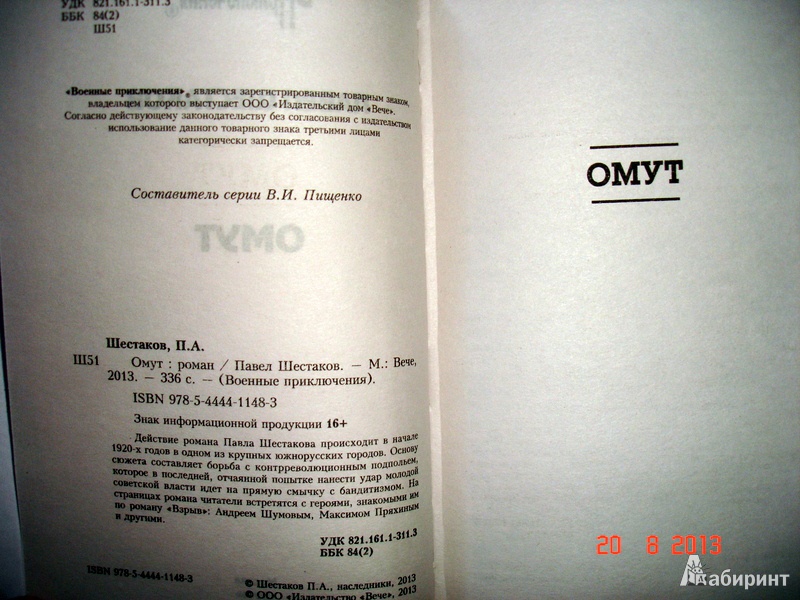 УДК 821.161.1-311.3
ББК 84(2)
Ш51
«Военные приключения»® является зарегистрированным товарным знаком,
владельцем которого выступает ООО «Издательский дом «Вече».
Согласно действующему законодательству без согласования с издательством
использование данного товарного знака третьими лицами
категорически запрещается.
Составитель серии В.И. Пищенко
Шестаков, П.А.
Ш51 Омут : роман / Павел Шестаков. — М.: Вече,
2013. — 336 с. — (Военные приключения).
ISBN 978-5-4444-1148-3
Знак информационной продукции 16+
Действие романа Павла Шестакова происходит в начале
1920-х годов в одном из крупных южнорусских городов. Основу
сюжета составляет борьба с контрреволюционным подпольем,
которое в последней, отчаянной попытке нанести удар молодой
советской власти идет на прямую смычку с бандитизмом. На
страницах романа читатели встретятся с героями, знакомыми им
по роману «Взрыв»: Андреем Шумовым, Максимом Пряхиным
и другими.
УДК 821.161.1-311.3
ББК 84(2)
ISBN 978-5-4444-1148-3
© Шестаков П.А., наследники, 2013
© ООО «Издательство «Вече», 2013
ОМУТ
20 8 2013
Лабиринт